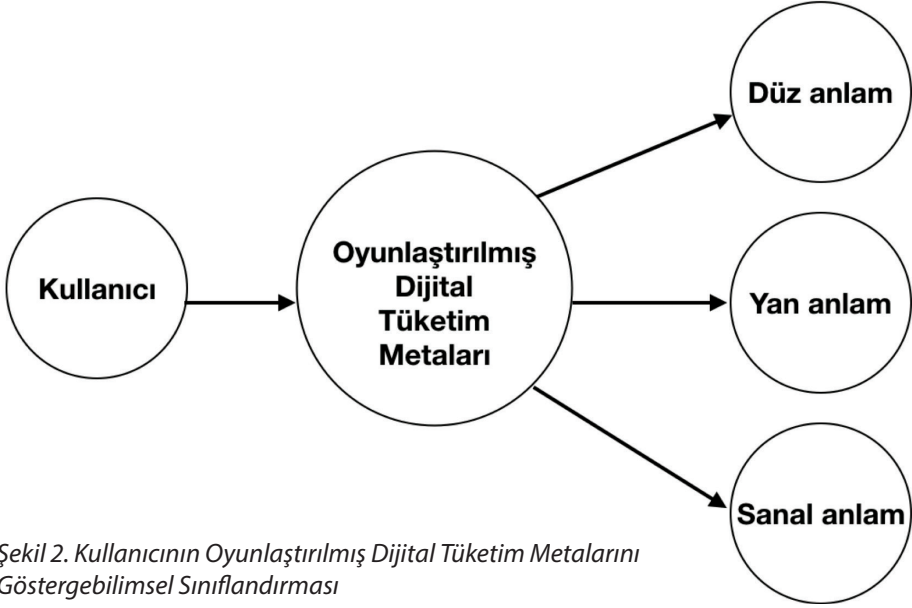 Düz anlam
Kullanıcı
Oyunlaştırılmış
Dijital
Tüketim
Metaları
Yan anlam
Sanal anlam
Şekil 2. Kullanıcının Oyunlaştırılmış Dijital Tüketim Metalarını
Göstergebilimsel Sınıflandırması